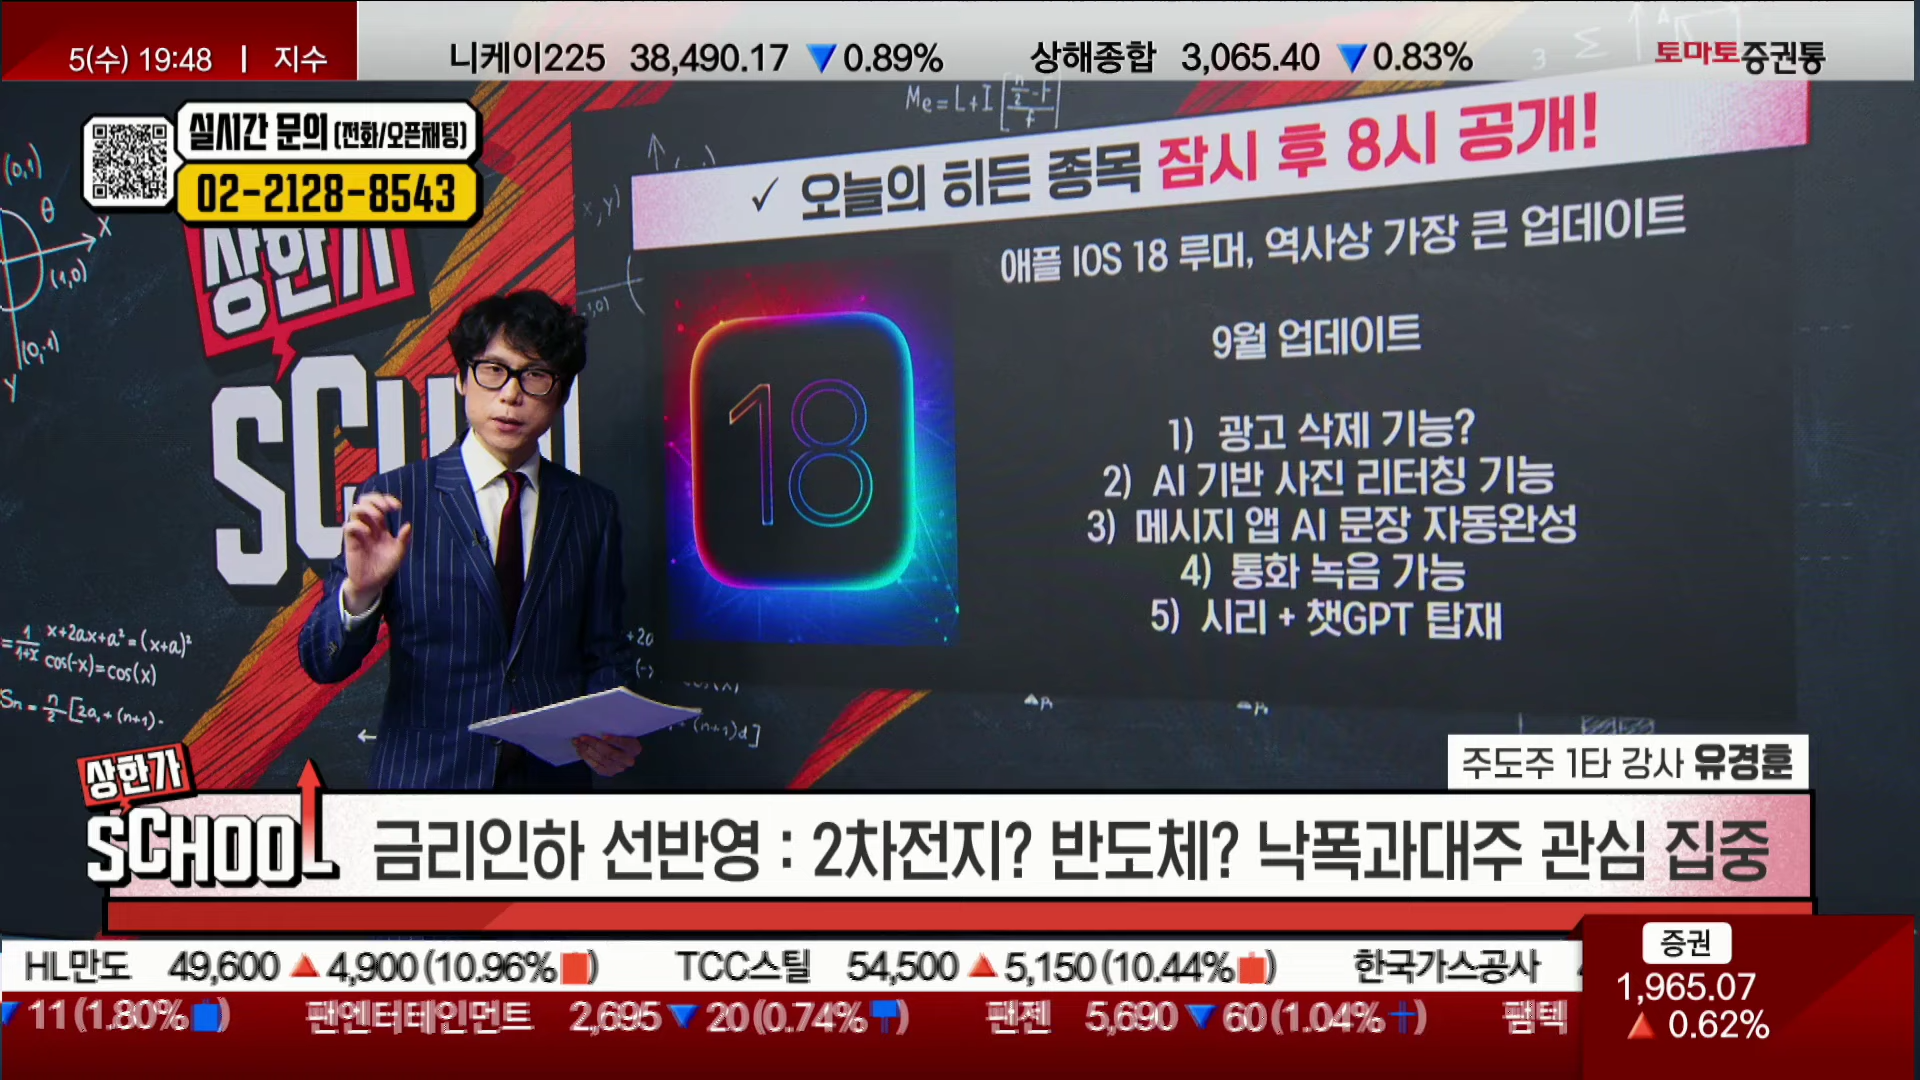 5(수) 19:48 | 지수
니케이225 38,490.17 ▼0.89% 상해종합 3,065.40 ▼0.83%
토마토증권통
실시간 문의 (전화/오픈채팅)
02-2128-8543
✓ 오늘의 히든 종목 잠시 후 8시 공개!
애플 IOS 18 루머, 역사상 가장 큰 업데이트
9월 업데이트
1) 광고 삭제 기능?
2) AI 기반 사진 리터칭 기능
3) 메시지 앱 AI 문장 자동완성
4) 통화 녹음 가능
5) 시리 + 챗GPT 탑재
18
상한가
(0,1)
θ
X
(1,0)
(0,-1)
Y
x+2ax+a²=(x+a)²
cos(-x)=cos(x)
주도주 1타 강사 유경훈
상한가
SCHOOL
금리인하 선반영 : 2차전지? 반도체? 낙폭과대주 관심 집중
HL만도 49,600 ▲4,900(10.96%) TCC스틸 54,500 ▲5,150(10.44%) 한국가스공사
▼ 11(1.80%) 팬엔터테인먼트 2,695 ▼ 20(0.74%) 팬젠 5,690 ▼ 60(1.04%) 팸텍
증권
1,965.07
▲ 0.62%